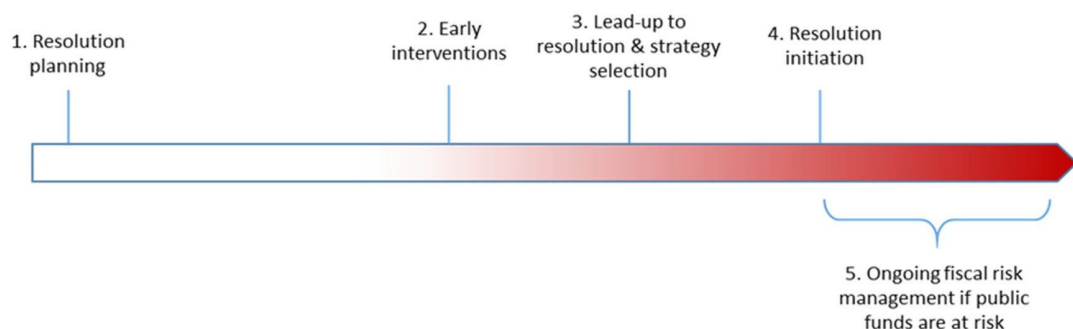 1. Resolution
planning
2. Early
interventions
3. Lead-up to
resolution & strategy
selection
4. Resolution
initiation
5. Ongoing fiscal risk
management if public
funds are at risk